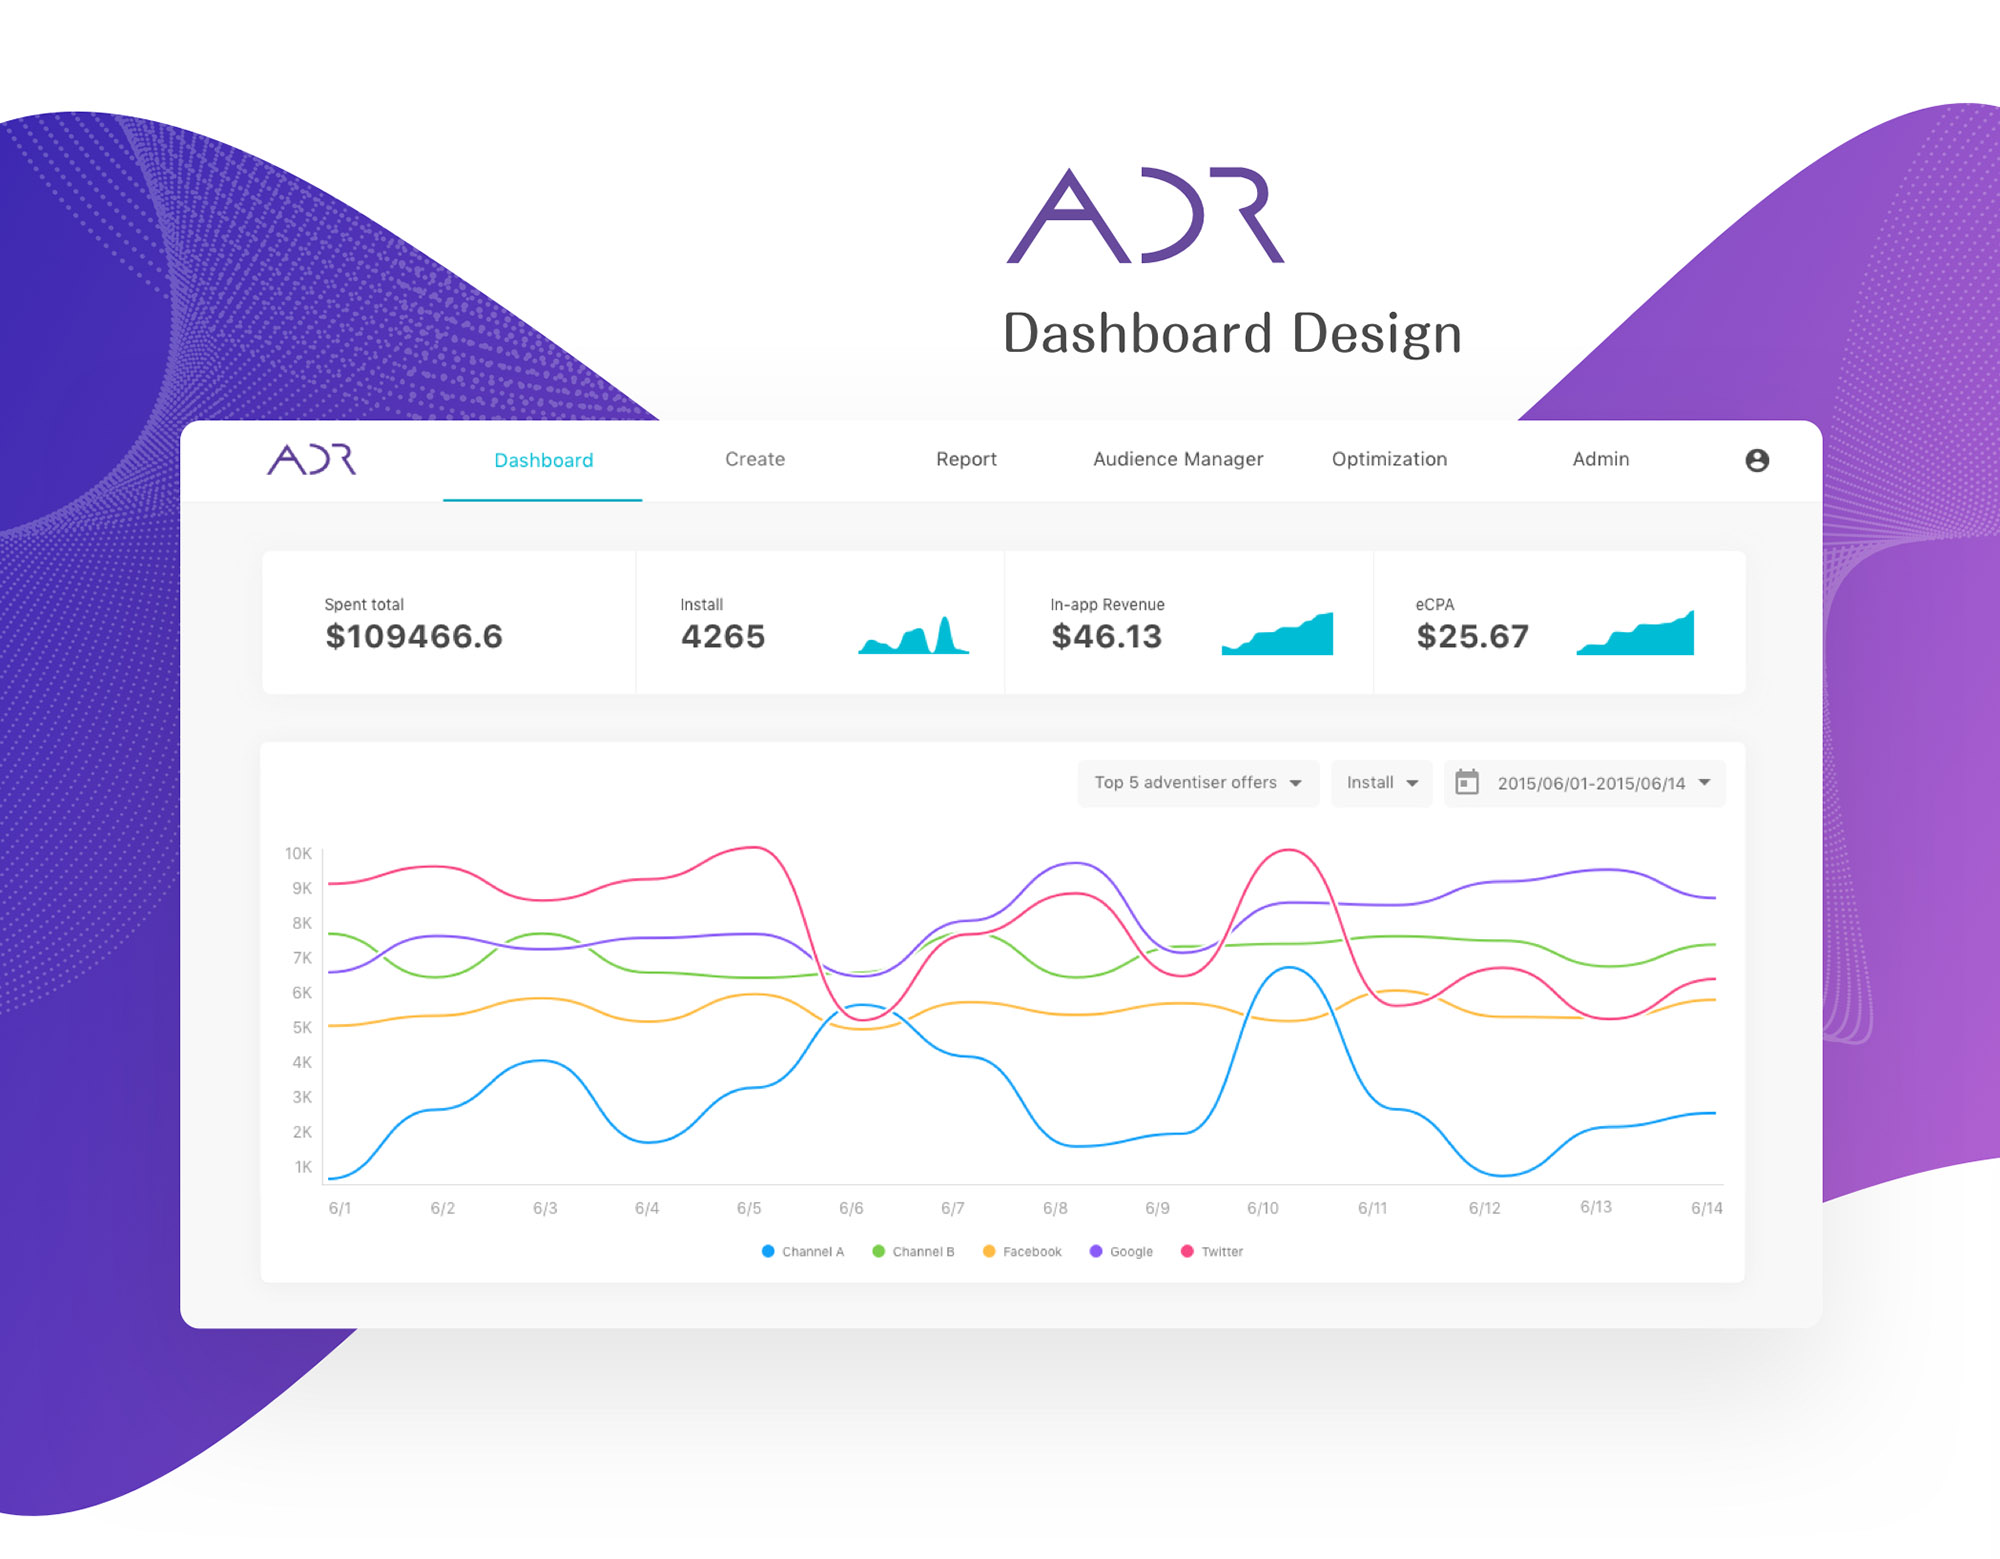 ADR
Dashboard Design
ADR Dashboard Create Report Audience Manager Optimization Admin
Spent total
$109466.6
Install
4265
In-app Revenue
$46.13
eCPA
$25.67
Top 5 adventiser offers Install 2015/06/01-2015/06/14
10K
9K
8K
7K
6K
5K
4K
3K
2K
1K
6/1 6/2 6/3 6/4 6/5 6/6 6/7 6/8 6/9 6/10 6/11 6/12 6/13 6/14
Channel A Channel B Facebook Google Twitter